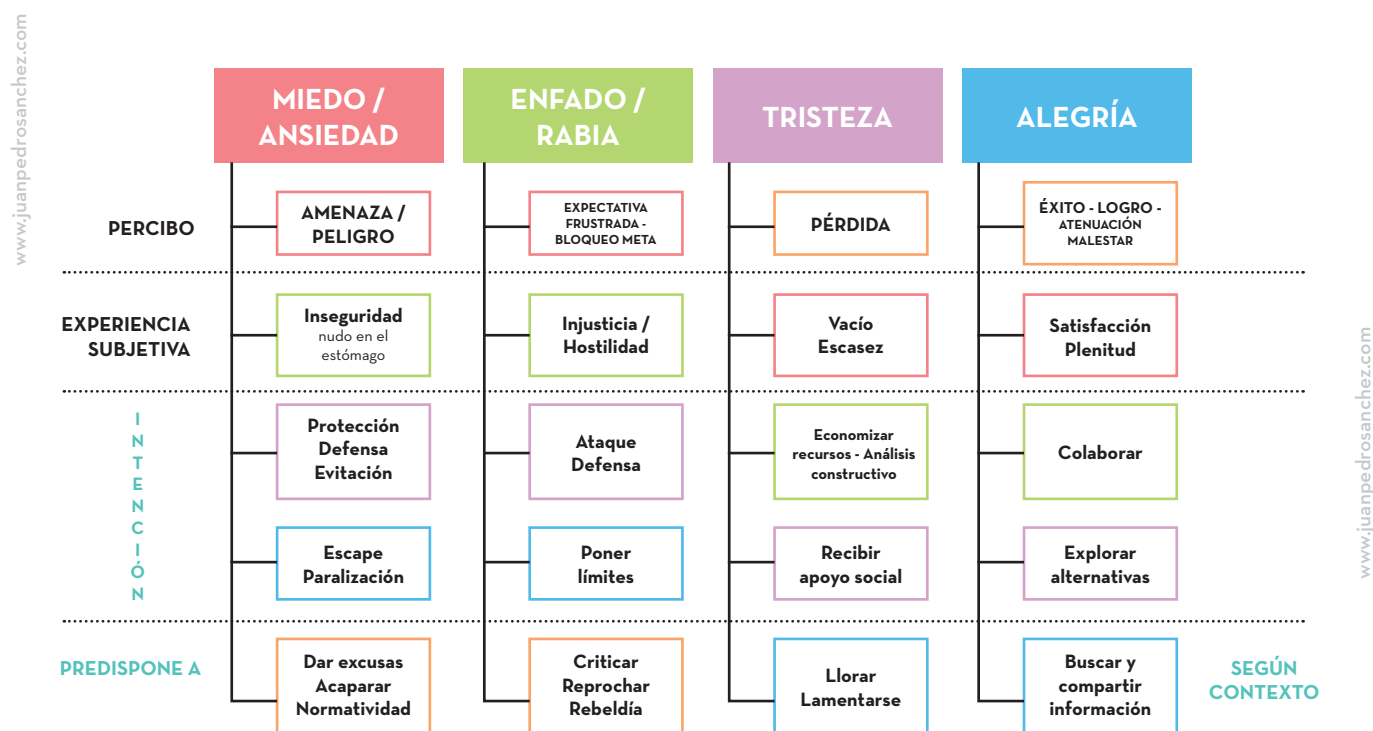 www.juanpedrosanchez.com
MIEDO /
ANSIEDAD
ENFADO /
RABIA
TRISTEZA
ALEGRÍA
PERCIBO
AMENAZA /
PELIGRO
EXPECTATIVA
FRUSTRADA -
BLOQUEO META
PÉRDIDA
ÉXITO - LOGRO -
ATENUACIÓN
MALESTAR
EXPERIENCIA
SUBJETIVA
Inseguridad
nudo en el
estómago
Injusticia /
Hostilidad
Vacío
Escasez
Satisfacción
Plenitud
INTENCIÓN
Protección
Defensa
Evitación
Ataque
Defensa
Economizar
recursos - Análisis
constructivo
Colaborar
Escape
Paralización
Poner
límites
Recibir
apoyo social
Explorar
alternativas
PREDISPONE A
Dar excusas
Acaparar
Normatividad
Criticar
Reprochar
Rebeldía
Llorar
Lamentarse
Buscar y
compartir
información
SEGÚN
CONTEXTO
www.juanpedrosanchez.com